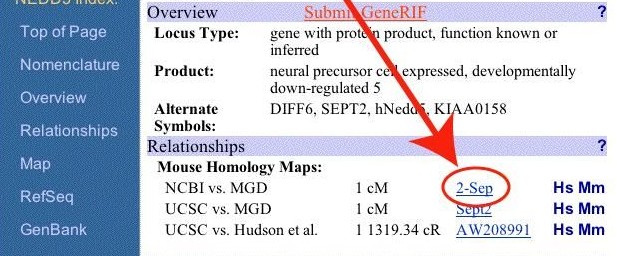 NEDD5 Index:
Top of Page
Nomenclature
Overview
Relationships
Map
RefSeq
GenBank
Overview Submit GeneRIF ?
Locus Type: gene with protein product, function known or
inferred
Product: neural precursor cell expressed, developmentally
down-regulated 5
Alternate Symbols: DIFF6, SEPT2, hNedd5, KIAA0158
Relationships ?
Mouse Homology Maps:
NCBI vs. MGD 1 cM 2-Sep Hs Mm
UCSC vs. MGD 1 cM Sept2 Hs Mm
UCSC vs. Hudson et al. 1 1319.34 cR AW208991 Hs Mm